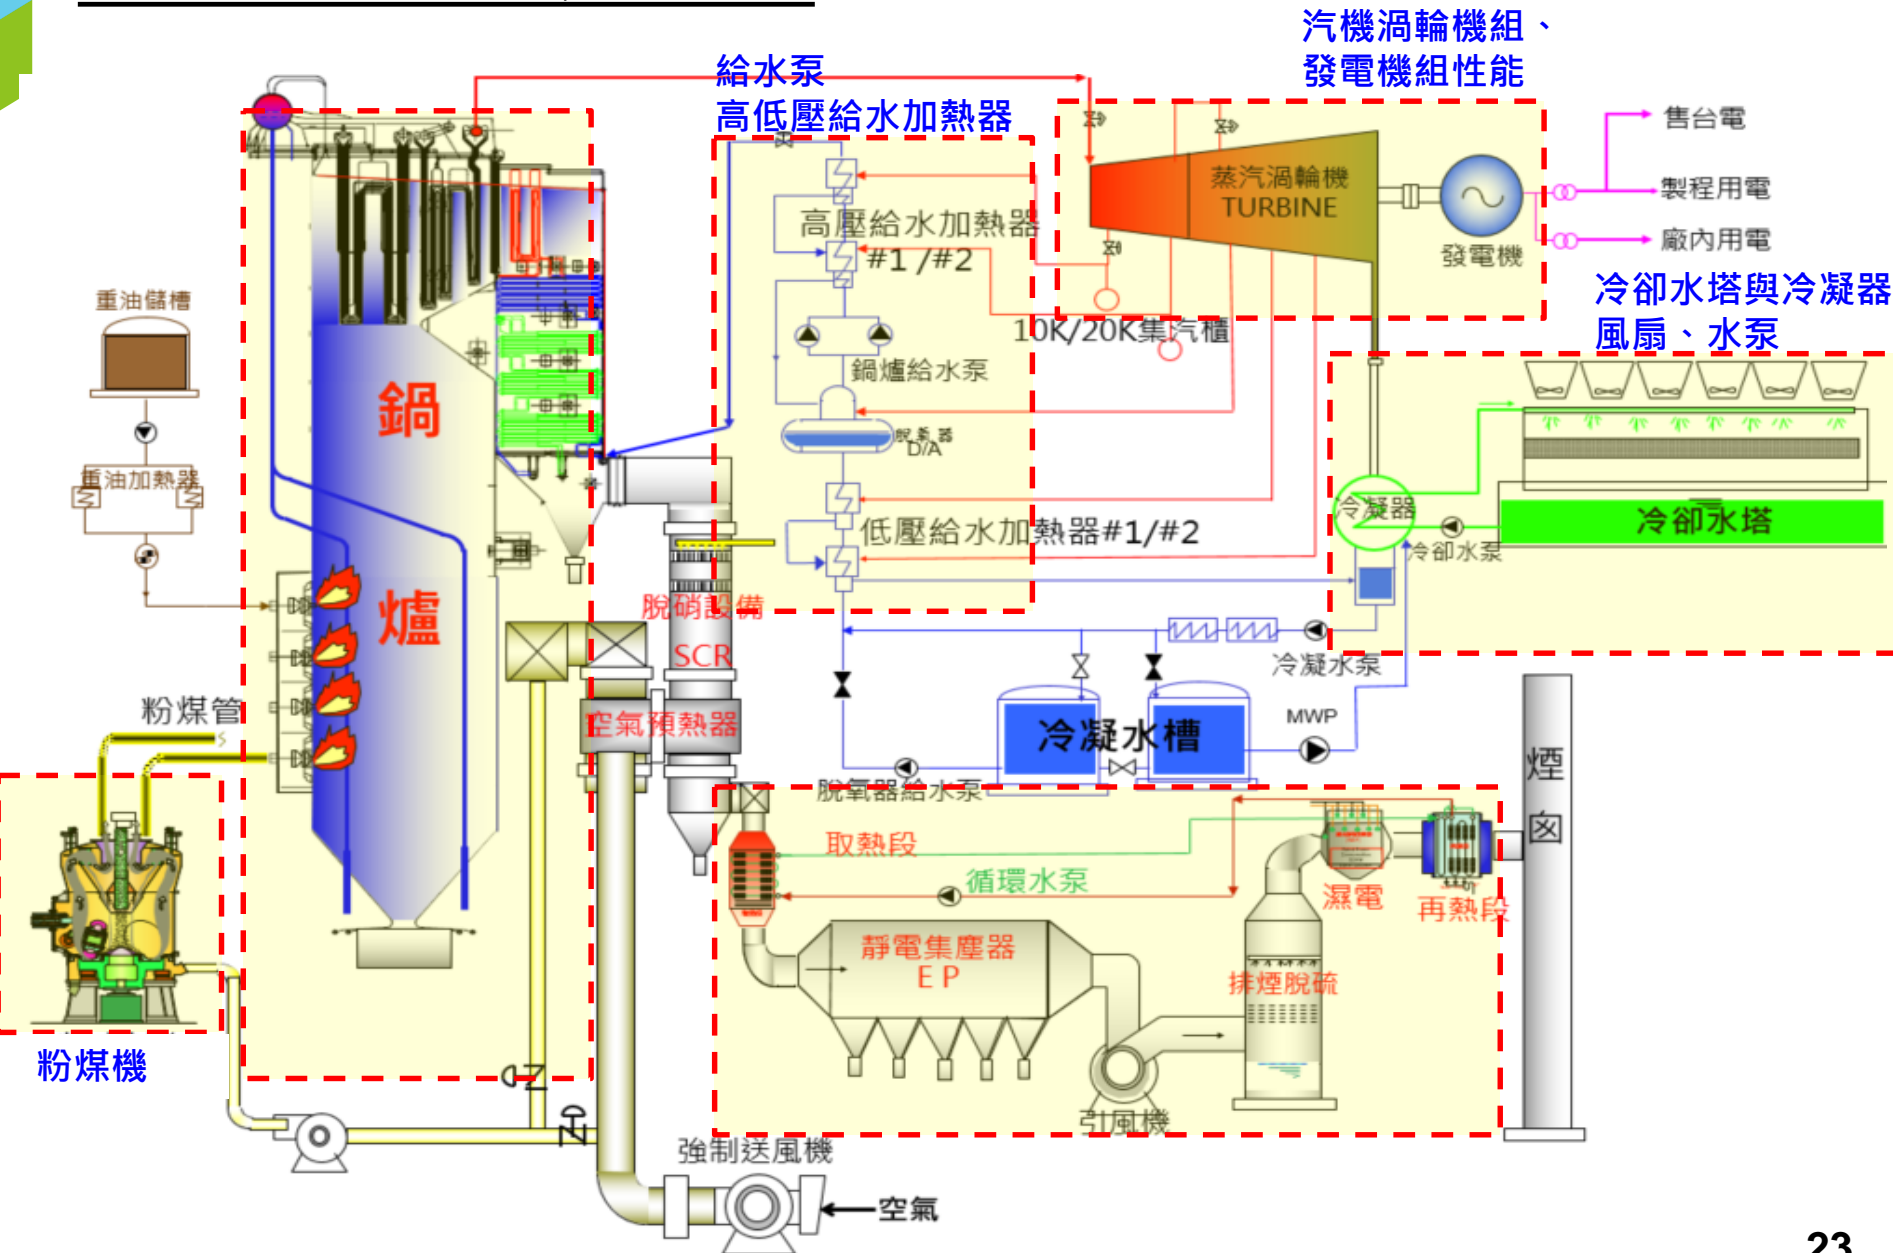 汽機渦輪機組、
發電機組性能
給水泵
高低壓給水加熱器
售台電
製程用電
廠內用電
蒸汽渦輪機
TURBINE
發電機
高壓給水加熱器
#1/#2
10K/20K集汽櫃
冷卻水塔與冷凝器
風扇、水泵
重油儲槽
鍋爐給水泵
鍋
爐
脫氧器
D/A
重油加熱器
冷凝器
冷卻水塔
冷卻水泵
低壓給水加熱器#1/#2
脫硝設備
SCR
冷凝水泵
粉煤管
空氣預熱器
冷凝水槽
MWP
煙
囪
脫氧器給水泵
取熱段
循環水泵
濕電
再熱段
靜電集塵器
E P
排煙脫硫
粉煤機
引風機
強制送風機
空氣
23